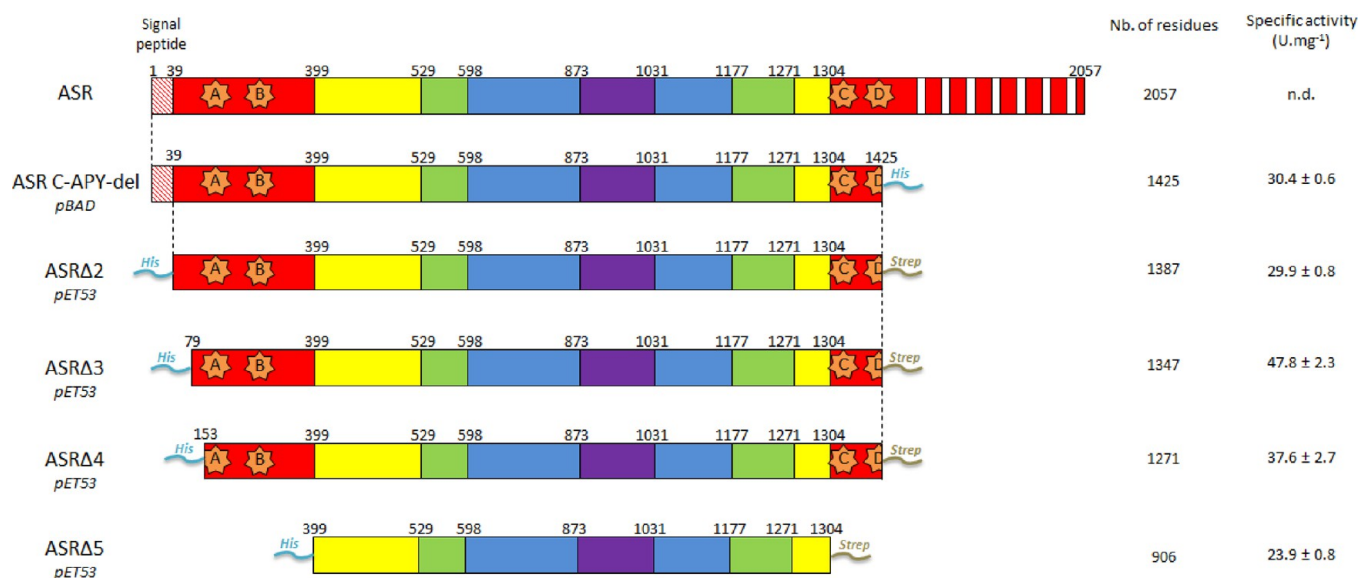 Signal
peptide
Nb. of residues
Specific activity
(U.mg⁻¹)
1 39 399 529 598 873 1031 1177 1271 1304 2057
ASR A B C D 2057 n.d.
39 399 529 598 873 1031 1177 1271 1304 1425
ASR C-APY-del A B C D His 1425 30.4 ± 0.6
pBAD
399 529 598 873 1031 1177 1271 1304
ASRΔ2 His A B C D Strep 1387 29.9 ± 0.8
pET53
79 399 529 598 873 1031 1177 1271 1304
ASRΔ3 His A B C D Strep 1347 47.8 ± 2.3
pET53
153 399 529 598 873 1031 1177 1271 1304
ASRΔ4 His A B C D Strep 1271 37.6 ± 2.7
pET53
399 529 598 873 1031 1177 1271 1304
ASRΔ5 His Strep 906 23.9 ± 0.8
pET53